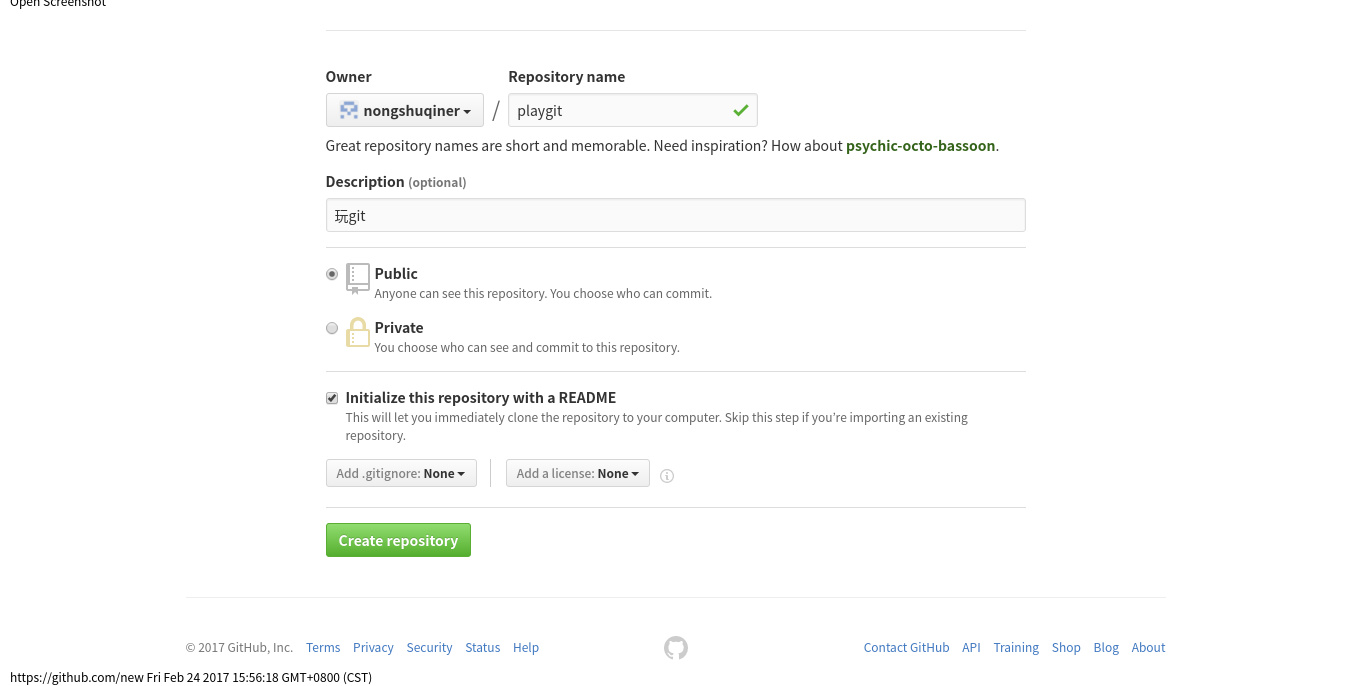 Open Screenshot
Owner Repository name
nongshuqiner / playgit
Great repository names are short and memorable. Need inspiration? How about psychic-octo-bassoon.
Description (optional)
玩git
Public
Anyone can see this repository. You choose who can commit.
Private
You choose who can see and commit to this repository.
Initialize this repository with a README
This will let you immediately clone the repository to your computer. Skip this step if you're importing an existing
repository.
Add .gitignore: None Add a license: None
Create repository
© 2017 GitHub, Inc. Terms Privacy Security Status Help Contact GitHub API Training Shop Blog About
https://github.com/new Fri Feb 24 2017 15:56:18 GMT+0800 (CST)